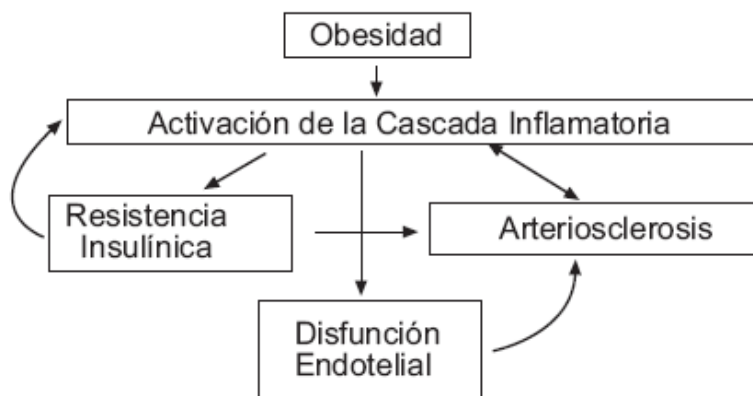 Obesidad
Activación de la Cascada Inflamatoria
Resistencia
Insulínica
Arteriosclerosis
Disfunción
Endotelial